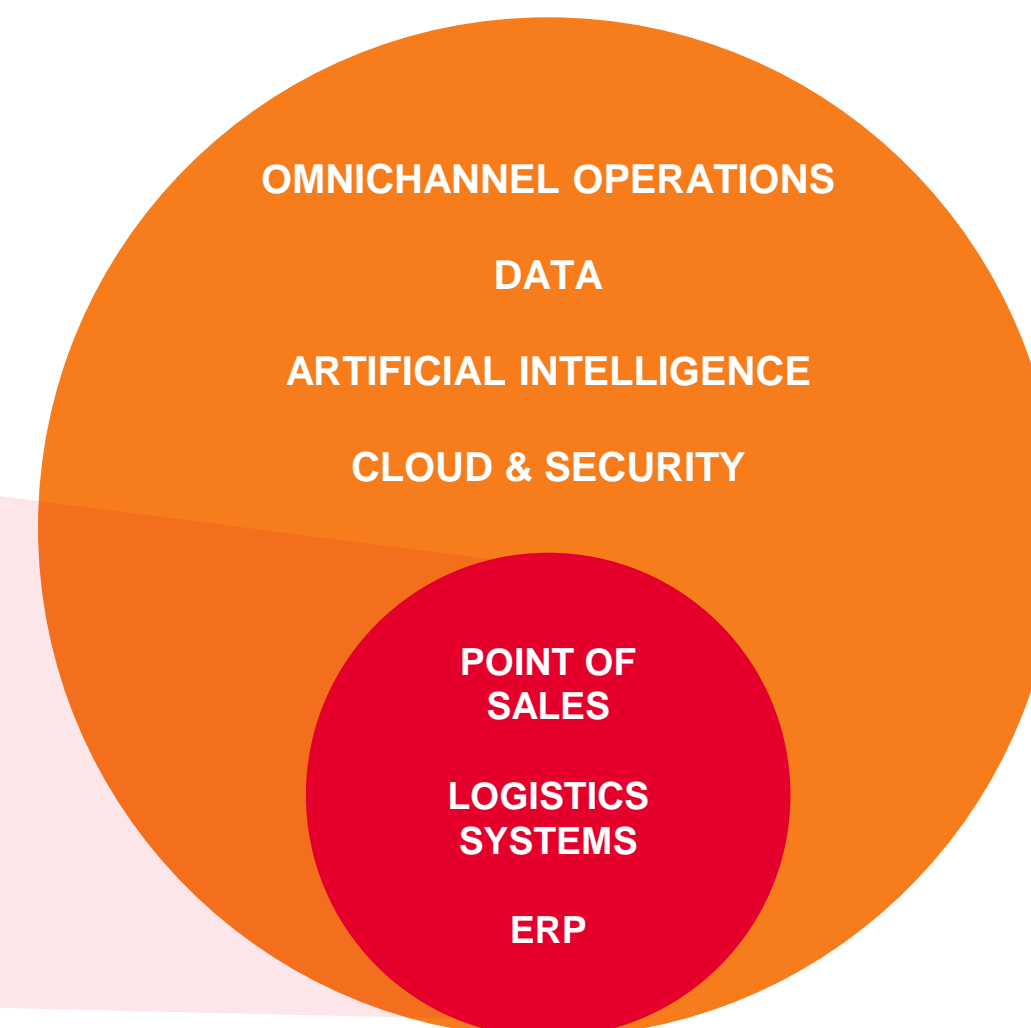 OMNICHANNEL OPERATIONS
DATA
ARTIFICIAL INTELLIGENCE
CLOUD & SECURITY
POINT OF
SALES
LOGISTICS
SYSTEMS
ERP